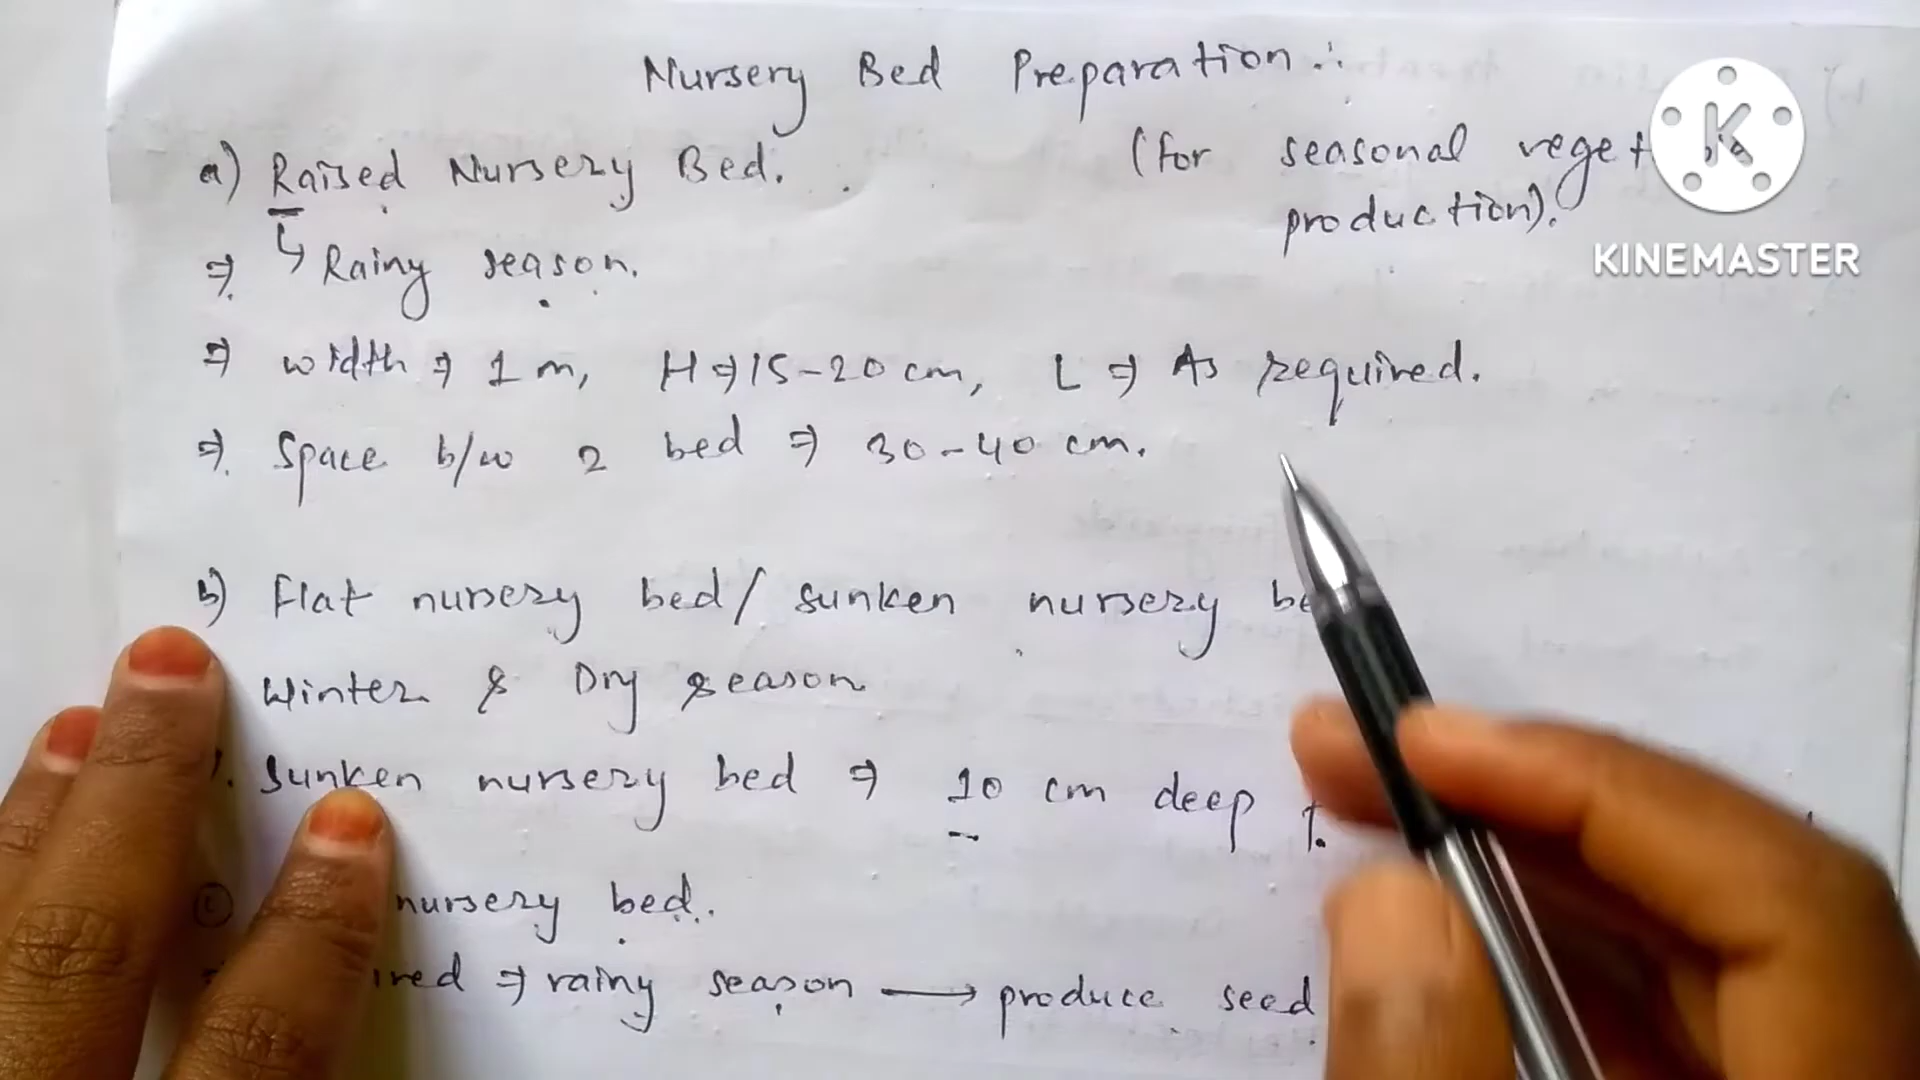 Nursery Bed Preparation :-
(for seasonal
production).
a) Raised Nursery Bed.
⇒ ↳ Rainy season.
⇒ width ⇒ 1 m, H ⇒ 15-20 cm, L ⇒ As required.
⇒ Space b/w 2 bed ⇒ 30-40 cm.
b) Flat nursery bed / sunken nursery
Winter & Dry season
Sunken nursery bed ⇒ 10 cm deep
c nursery bed.
⇒ rainy season → produce seed
K
KINEMASTER